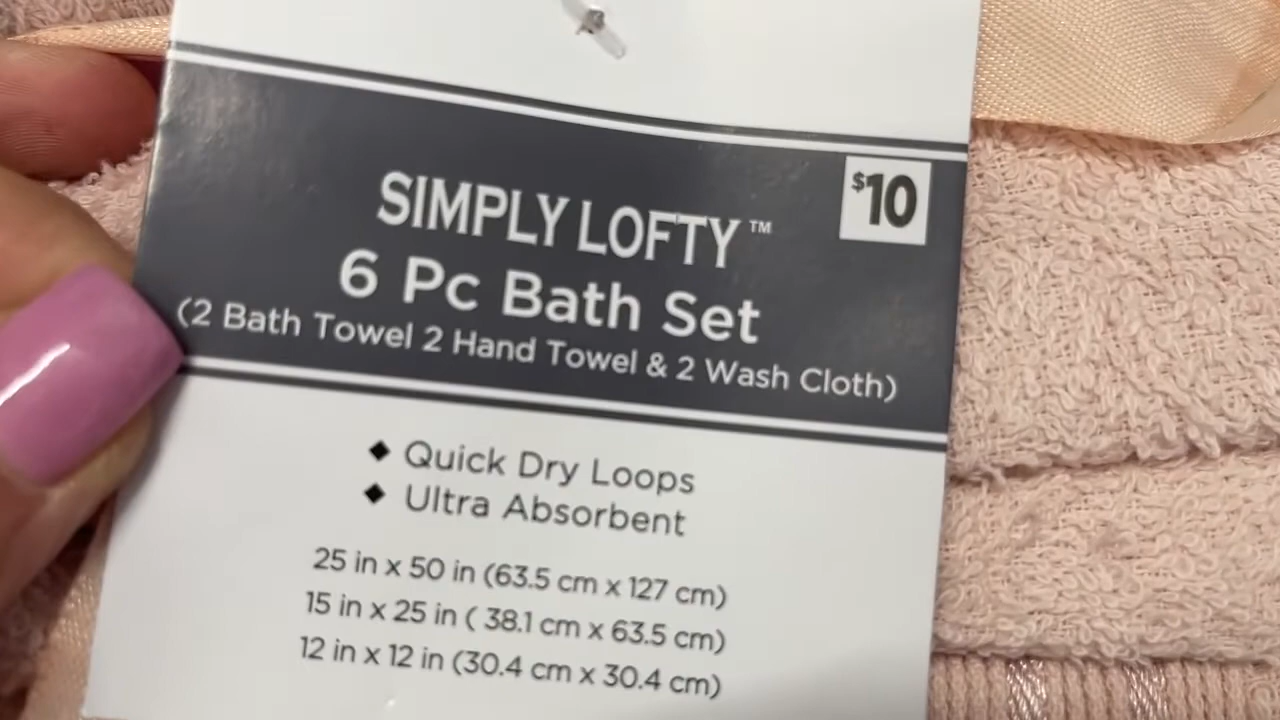 $10
SIMPLY LOFTY™
6 Pc Bath Set
(2 Bath Towel 2 Hand Towel & 2 Wash Cloth)
◆ Quick Dry Loops
◆ Ultra Absorbent
25 in x 50 in (63.5 cm x 127 cm)
15 in x 25 in ( 38.1 cm x 63.5 cm)
12 in x 12 in (30.4 cm x 30.4 cm)